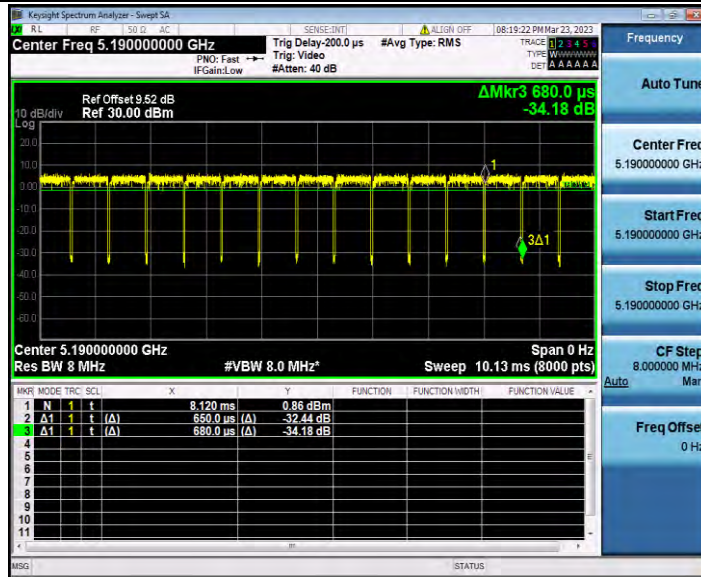 Keysight Spectrum Analyzer - Swept SA
RL RF 50 Ω AC SENSE:INT ALIGN OFF 08:19:22 PM Mar 23, 2023
Center Freq 5.190000000 GHz
Trig Delay-200.0 µs #Avg Type: RMS
TRACE 1 2 3 4 5 6
PNO: Fast Trig: Video
TYPE
IFGain:Low #Atten: 40 dB
DET A A A A A A
Frequency
Auto Tune
Center Freq
5.190000000 GHz
Start Freq
5.190000000 GHz
Stop Freq
5.190000000 GHz
CF Step
8.000000 MHz
Auto Man
Freq Offset
0 Hz
ΔMkr3 680.0 µs
-34.18 dB
Ref Offset 9.52 dB
10 dB/div Ref 30.00 dBm
Log
20.0
10.0
0.00
-10.0
-20.0
-30.0
-40.0
-50.0
-60.0
1
3Δ1
Center 5.190000000 GHz Span 0 Hz
Res BW 8 MHz #VBW 8.0 MHz* Sweep 10.13 ms (8000 pts)
MKR MODE TRC SCL X Y FUNCTION FUNCTION WIDTH FUNCTION VALUE
1 N 1 t 8.120 ms 0.86 dBm
2 Δ1 1 t (Δ) 650.0 µs (Δ) -32.44 dB
3 Δ1 1 t (Δ) 680.0 µs (Δ) -34.18 dB
4
5
6
7
8
9
10
11
MSG STATUS